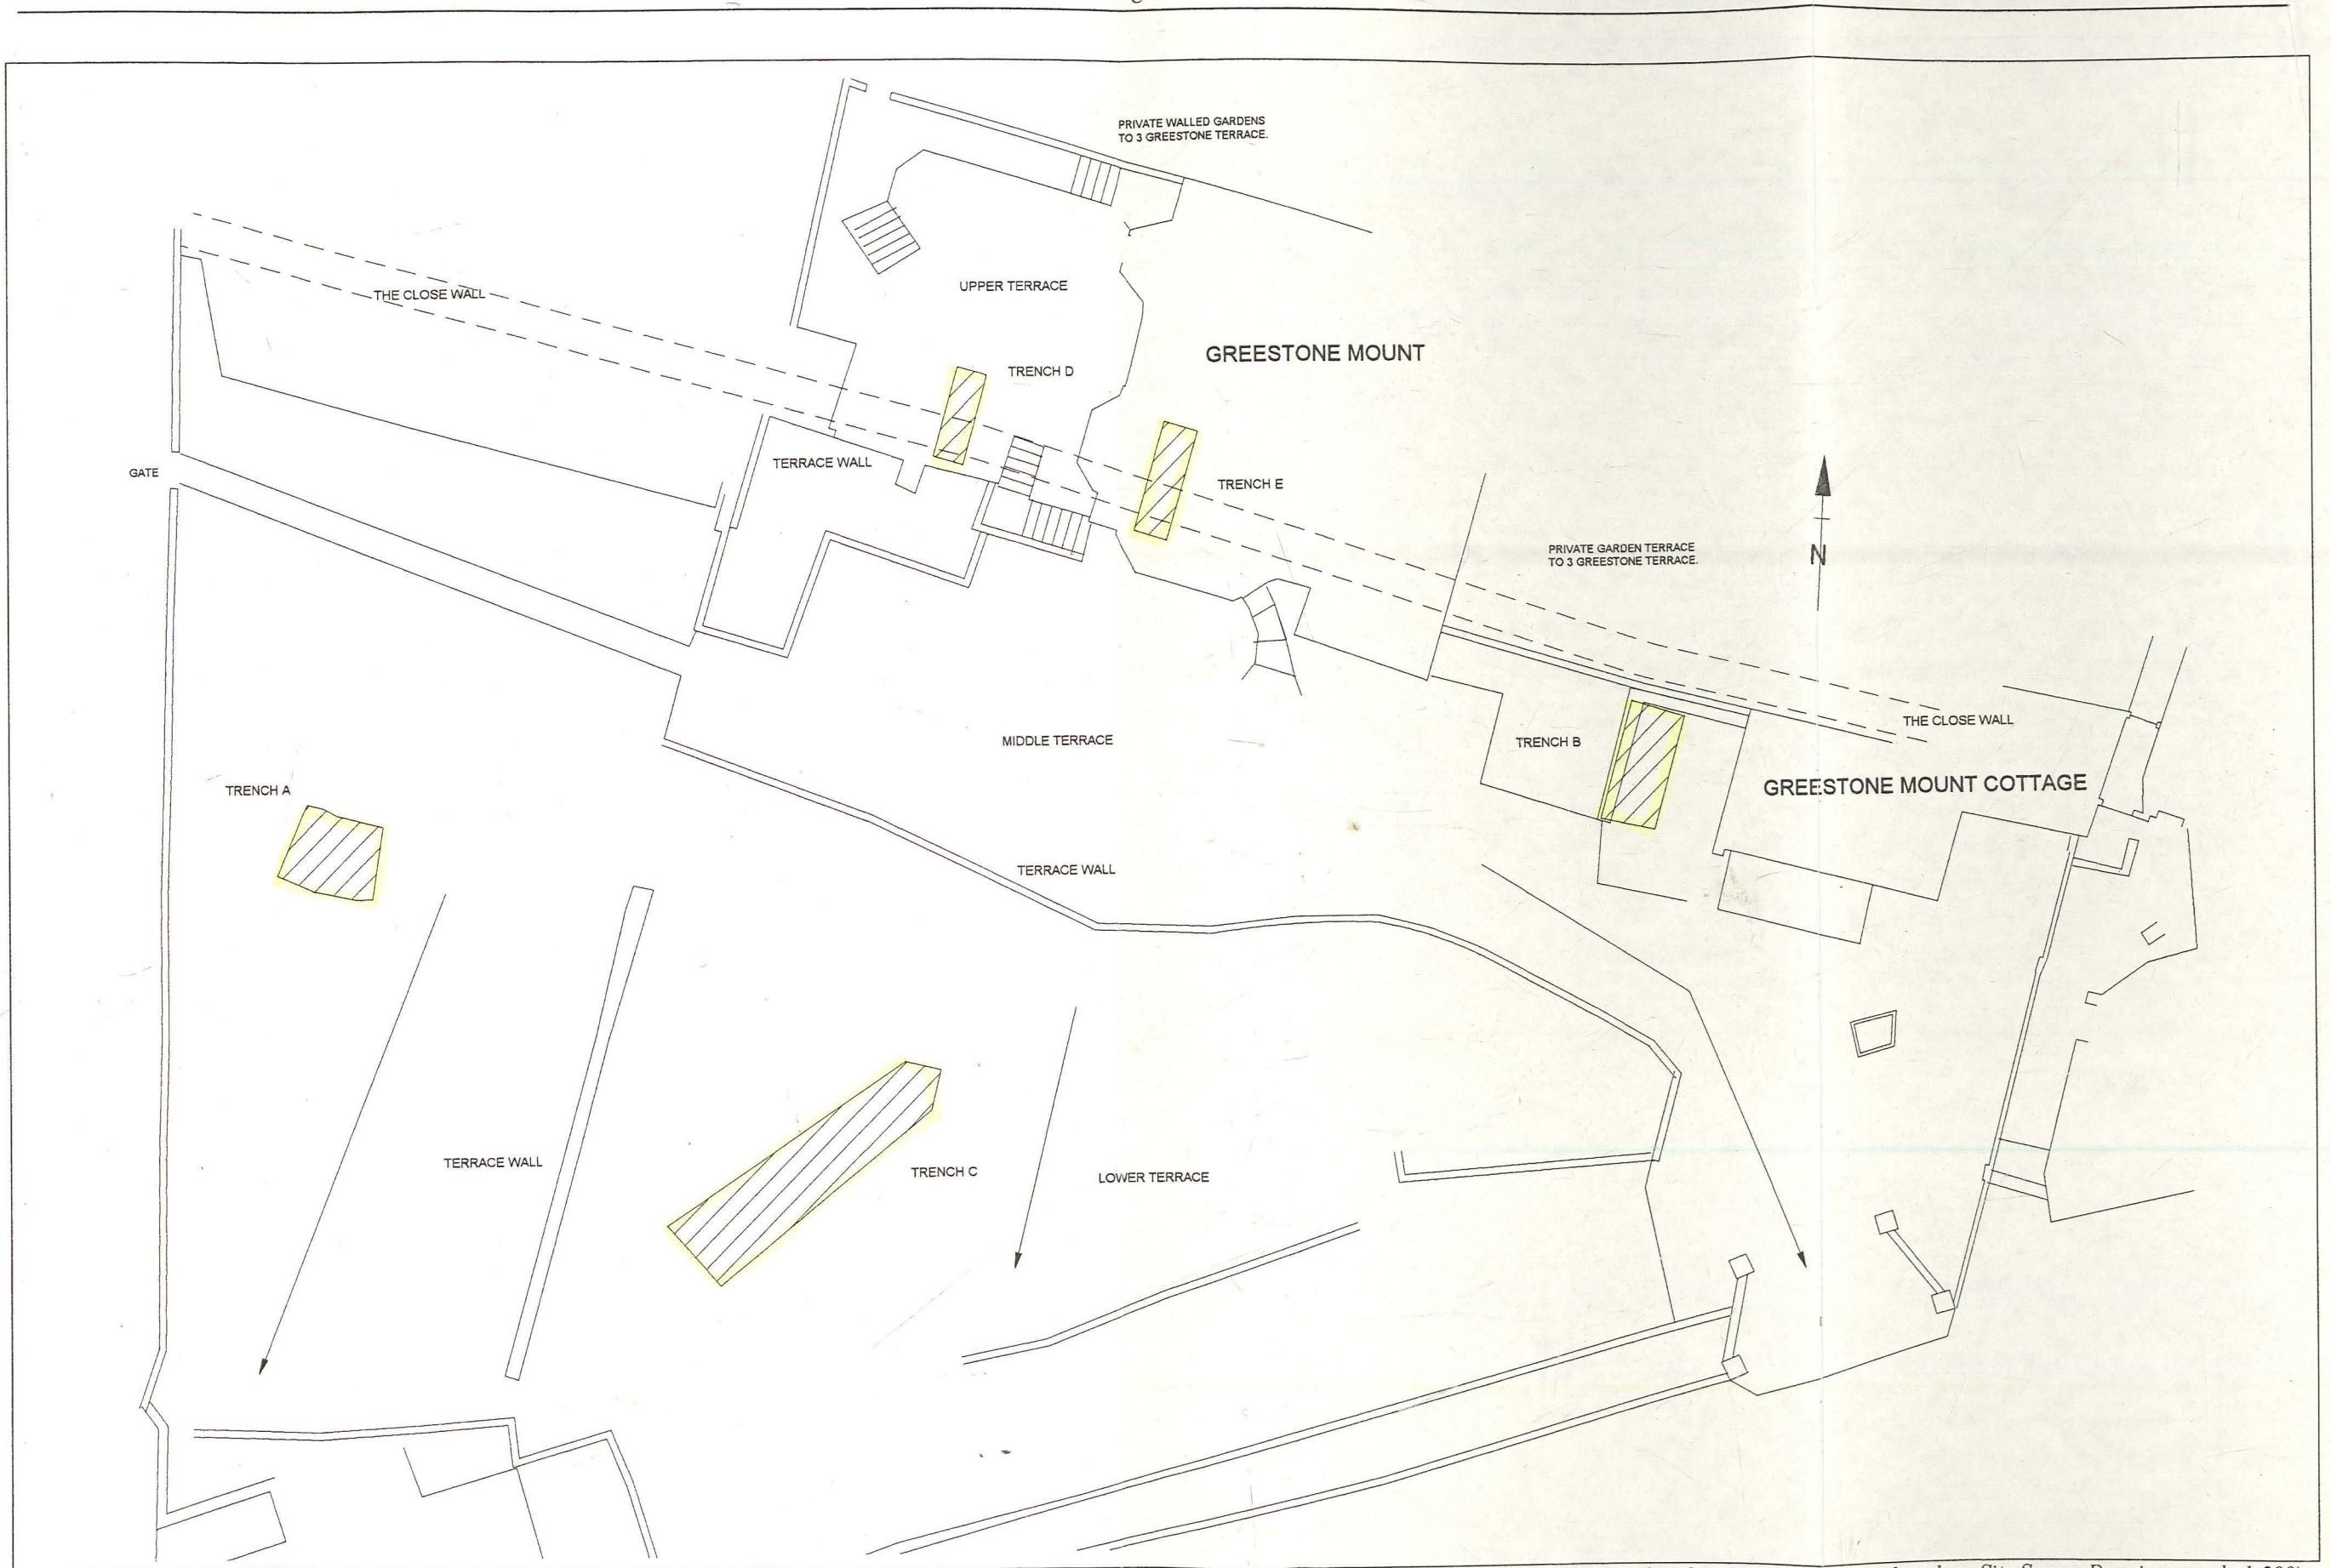 PRIVATE WALLED GARDENS
TO 3 GREESTONE TERRACE.
UPPER TERRACE
THE CLOSE WALL
GREESTONE MOUNT
TRENCH D
TERRACE WALL
GATE
TRENCH E
PRIVATE GARDEN TERRACE
TO 3 GREESTONE TERRACE.
N
THE CLOSE WALL
MIDDLE TERRACE
TRENCH B
GREESTONE MOUNT COTTAGE
TRENCH A
TERRACE WALL
TERRACE WALL
TRENCH C
LOWER TERRACE